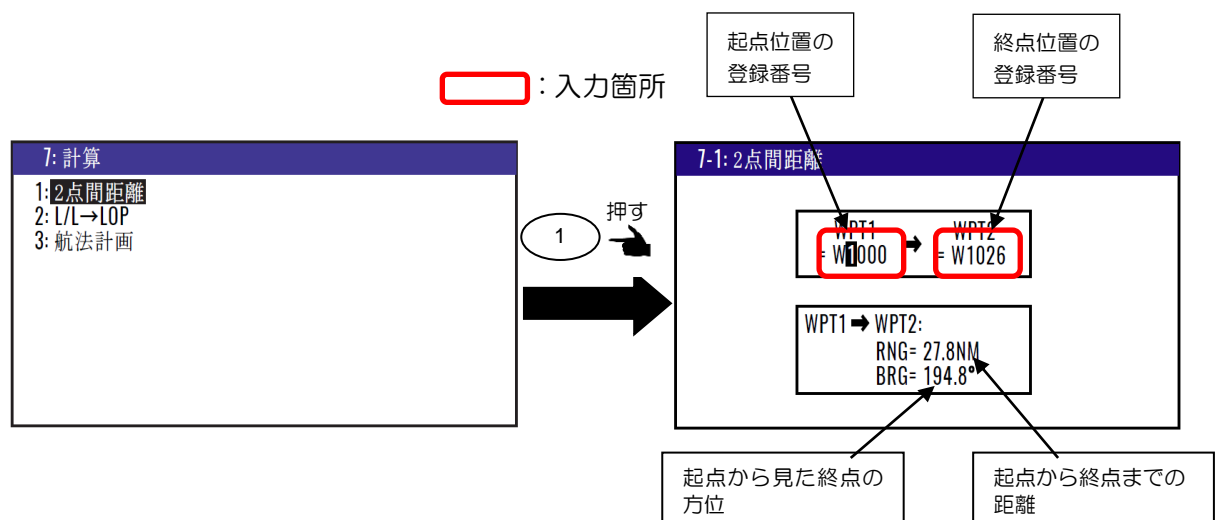 起点位置の
登録番号
終点位置の
登録番号
：入力箇所
7: 計算
1: 2点間距離
2: L/L→LOP
3: 航法計画
1
押す
7-1: 2点間距離
WPT1
WPT2
= W1000 ➡ = W1026
WPT1 ➡ WPT2:
RNG= 27.8NM
BRG= 194.8°
起点から見た終点の
方位
起点から終点までの
距離